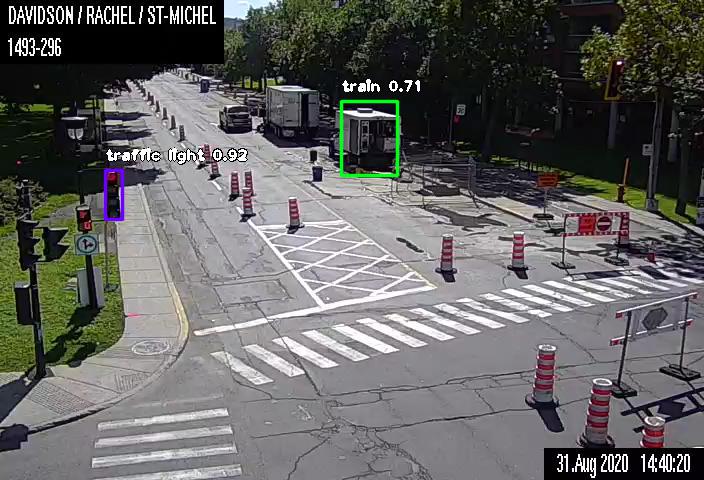 DAVIDSON / RACHEL / ST-MICHEL
1493-296
train 0.71
traffic light 0.92
31.Aug 2020 14:40:20